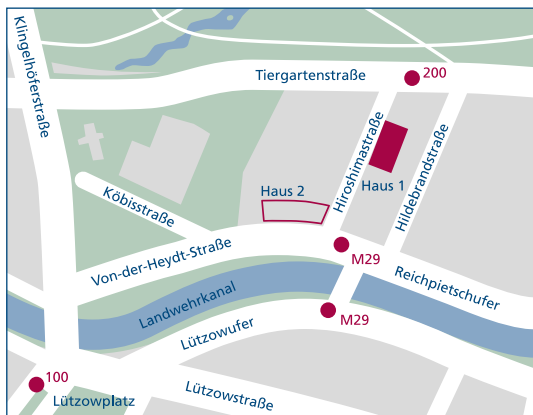 Klingelhöferstraße
Tiergartenstraße
200
Hiroshimastraße
Haus 1
Hildebrandstraße
Köbisstraße
Haus 2
Von-der-Heydt-Straße
M29
Reichpietschufer
Landwehrkanal
M29
Lützowufer
100
Lützowplatz
Lützowstraße